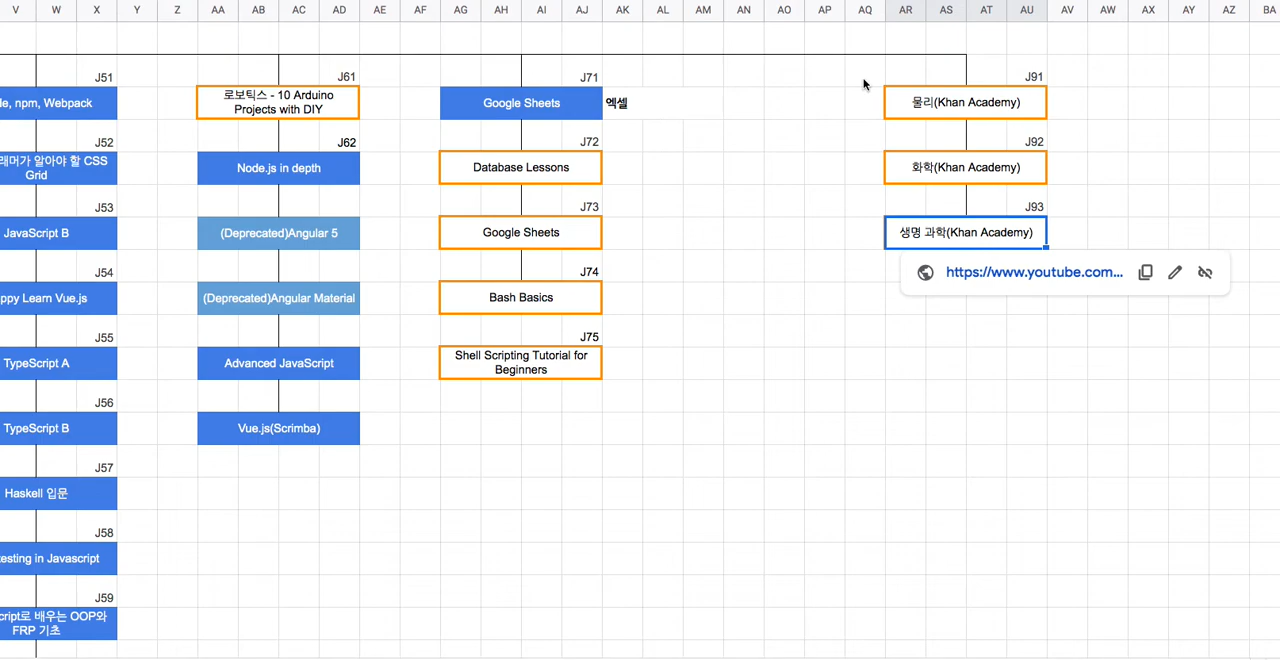 V W X Y Z AA AB AC AD AE AF AG AH AI AJ AK AL AM AN AO AP AQ AR AS AT AU AV AW AX AY AZ BA
J51
le, npm, Webpack
J52
래머가 알아야 할 CSS
Grid
J53
JavaScript B
J54
ppy Learn Vue.js
J55
TypeScript A
J56
TypeScript B
J57
Haskell 입문
J58
esting in Javascript
J59
cript로 배우는 OOP와
FRP 기초
J61
로보틱스 - 10 Arduino
Projects with DIY
J62
Node.js in depth
(Deprecated)Angular 5
(Deprecated)Angular Material
Advanced JavaScript
Vue.js(Scrimba)
J71
Google Sheets
엑셀
J72
Database Lessons
J73
Google Sheets
J74
Bash Basics
J75
Shell Scripting Tutorial for
Beginners
J91
물리(Khan Academy)
J92
화학(Khan Academy)
J93
생명 과학(Khan Academy)
https://www.youtube.com...